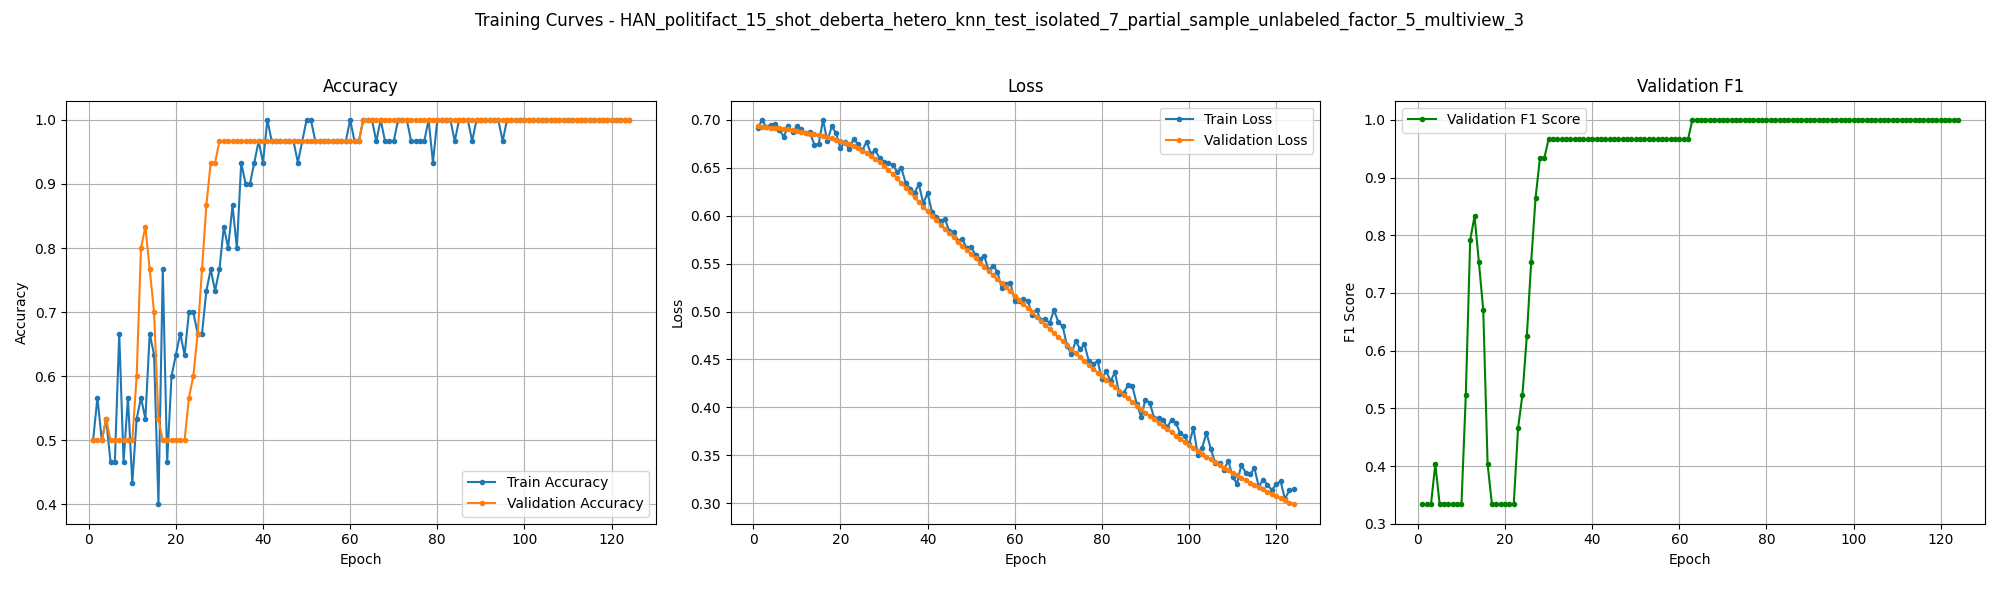 Training Curves - HAN_politifact_15_shot_deberta_hetero_knn_test_isolated_7_partial_sample_unlabeled_factor_5_multiview_3
Accuracy
1.0
0.9
0.8
0.7
0.6
0.5
0.4
Accuracy
Train Accuracy
Validation Accuracy
0 20 40 60 80 100 120
Epoch
Loss
0.70
0.65
0.60
0.55
0.50
0.45
0.40
0.35
0.30
Loss
Train Loss
Validation Loss
0 20 40 60 80 100 120
Epoch
Validation F1
1.0
0.9
0.8
0.7
0.6
0.5
0.4
0.3
F1 Score
Validation F1 Score
0 20 40 60 80 100 120
Epoch